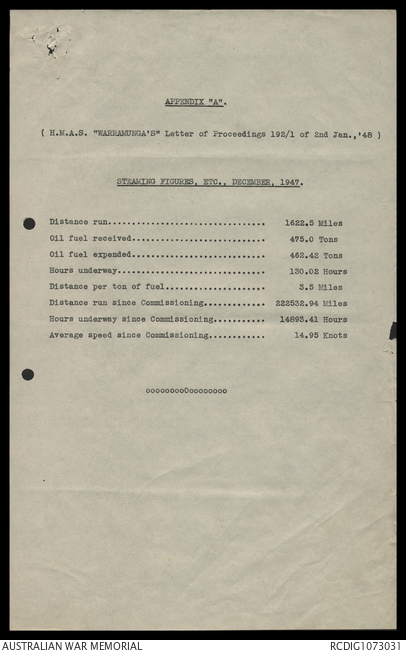 APPENDIX "A".
( H.M.A.S. "WARRAMUNGA'S" Letter of Proceedings 192/1 of 2nd Jan.,'48 )
STEAMING FIGURES, ETC., DECEMBER, 1947.
Distance run................................ 1622.5 Miles
Oil fuel received........................... 475.0 Tons
Oil fuel expended........................... 462.42 Tons
Hours underway.............................. 130.02 Hours
Distance per ton of fuel.................... 3.5 Miles
Distance run since Commissioning............ 222532.94 Miles
Hours underway since Commissioning.......... 14893.41 Hours
Average speed since Commissioning........... 14.95 Knots
ooooooooOoooooooo
AUSTRALIAN WAR MEMORIAL RCDIG1073031